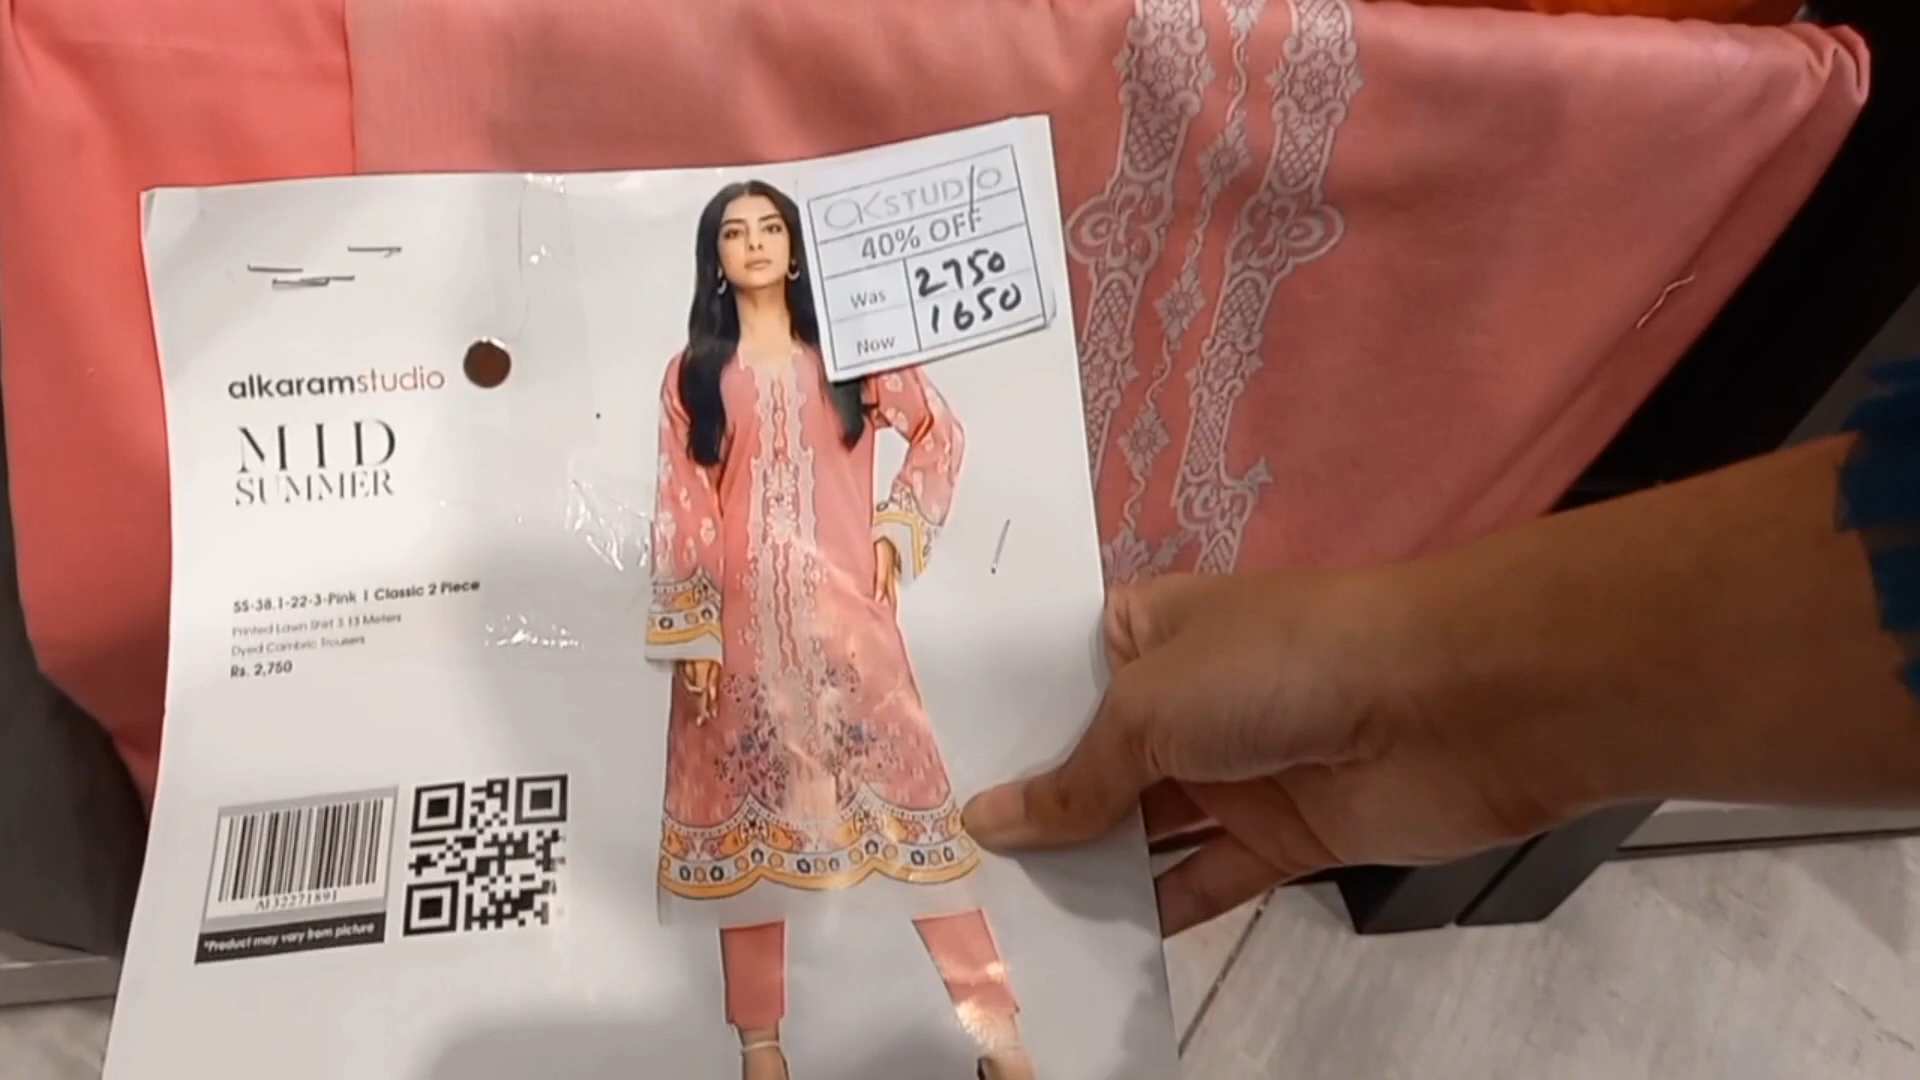 AKSTUDIO
40% OFF
Was 2750
Now 1650
alkaramstudio
MID
SUMMER
SS-38.1-22-3-Pink | Classic 2 Piece
Printed Lawn Shirt 3.13 Meters
Dyed Cambric Trousers
Rs. 2,750
AF32221891
*Product may vary from picture